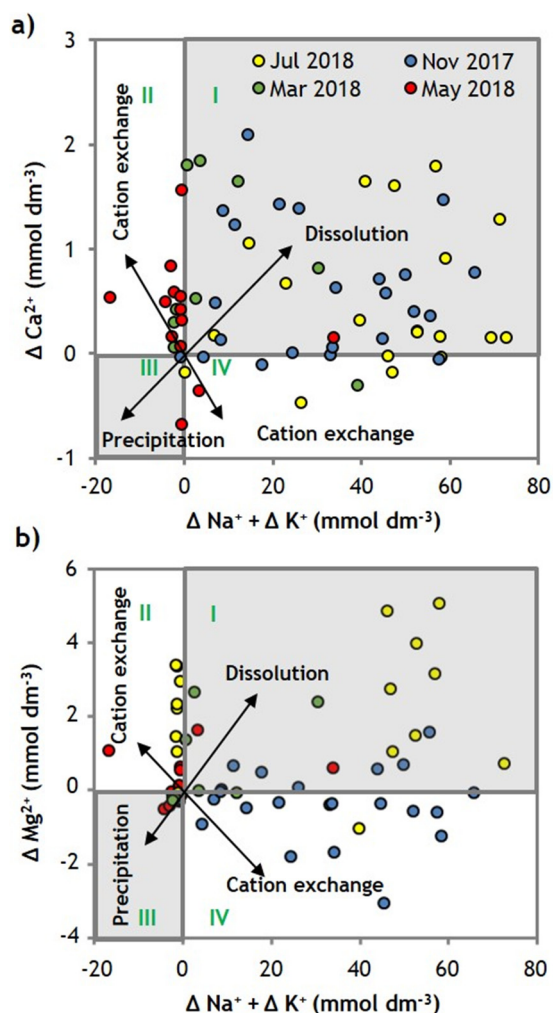 a)
3
2
1
0
-1
Δ Ca²⁺ (mmol dm⁻³)
II
I
III
IV
Jul 2018
Nov 2017
Mar 2018
May 2018
Cation exchange
Dissolution
Precipitation
Cation exchange
-20 0 20 40 60 80
Δ Na⁺ + Δ K⁺ (mmol dm⁻³)
b)
6
4
2
0
-2
-4
Δ Mg²⁺ (mmol dm⁻³)
II
I
Cation exchange
Dissolution
Precipitation
Cation exchange
III
IV
-20 0 20 40 60 80
Δ Na⁺ + Δ K⁺ (mmol dm⁻³)